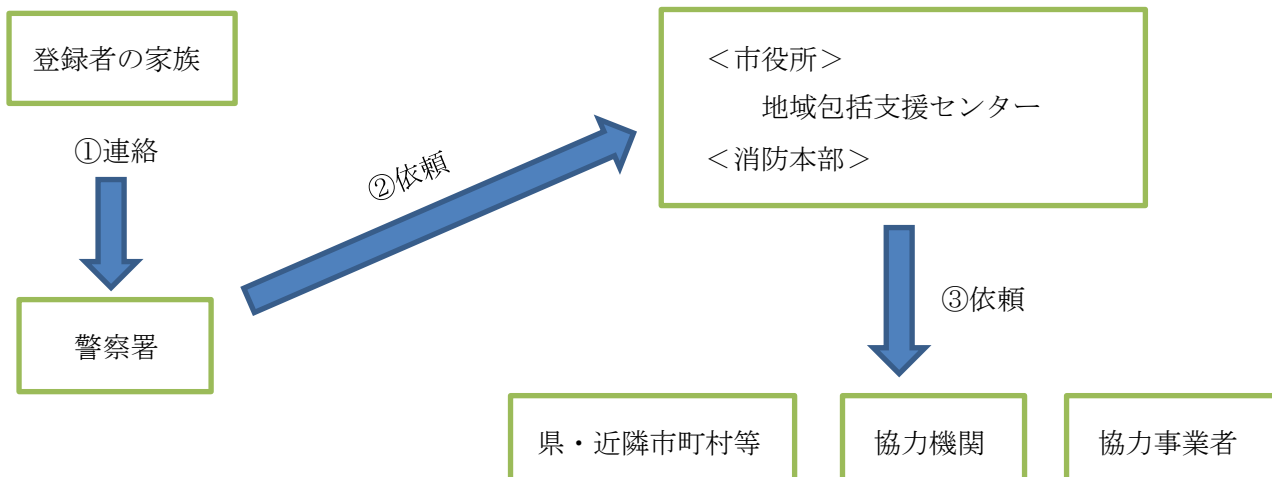 登録者の家族
①連絡
警察署
②依頼
＜市役所＞
地域包括支援センター
＜消防本部＞
③依頼
県・近隣市町村等
協力機関
協力事業者